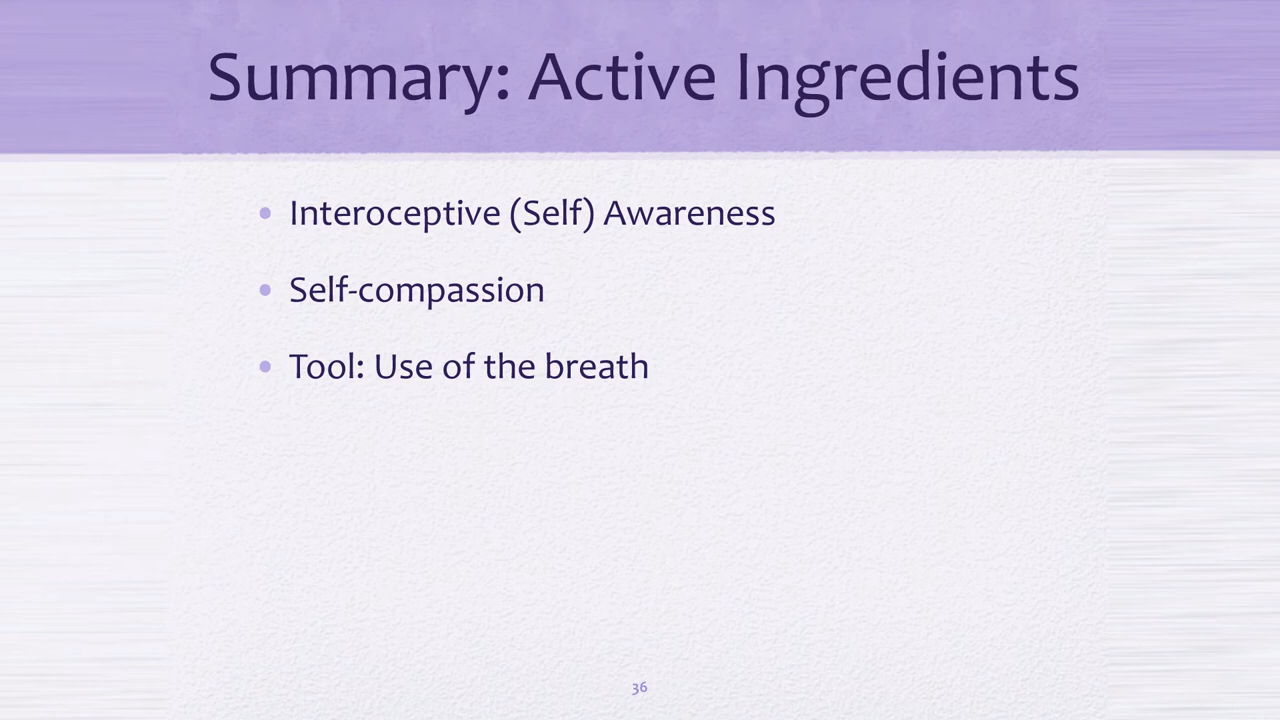 Summary: Active Ingredients
• Interoceptive (Self) Awareness
• Self-compassion
• Tool: Use of the breath
36